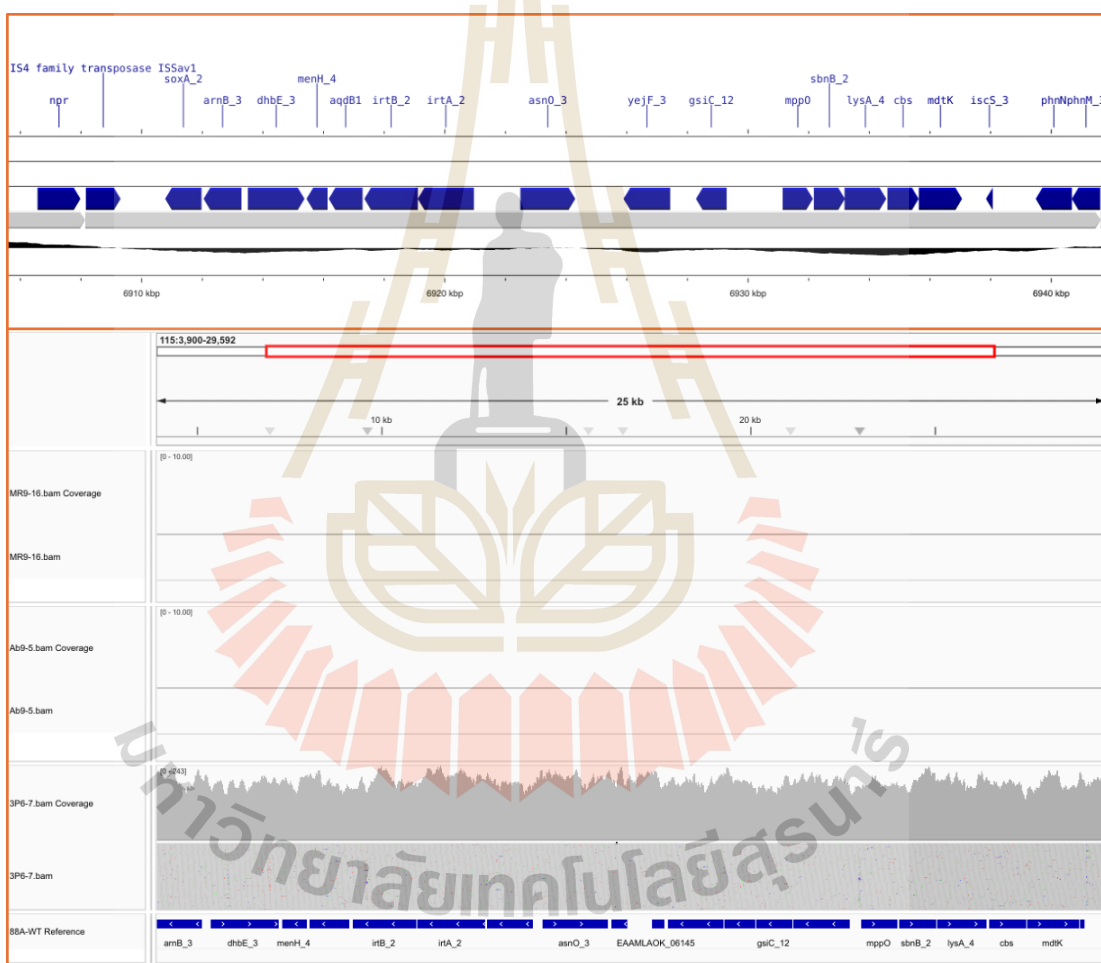 IS4 family transposase ISSav1
soxA_2 menH_4 sbnB_2
npr arnB_3 dhbE_3 aqdB1 irtB_2 irtA_2 asnO_3 yejF_3 gsiC_12 mppO lysA_4 cbs mdtK iscS_3 phnNphnM_
6910 kbp 6920 kbp 6930 kbp 6940 kbp
115:3,900-29,592
25 kb
10 kb 20 kb
[0 - 10.00]
MR9-16.bam Coverage
MR9-16.bam
[0 - 10.00]
Ab9-5.bam Coverage
Ab9-5.bam
[0 - 243]
3P6-7.bam Coverage
3P6-7.bam
88A-WT Reference
arnB_3 dhbE_3 menH_4 irtB_2 irtA_2 asnO_3 EAAMLAOK_06145 gsiC_12 mppO sbnB_2 lysA_4 cbs mdtK
มหาวิทยาลัยเทคโนโลยีสุรนารี